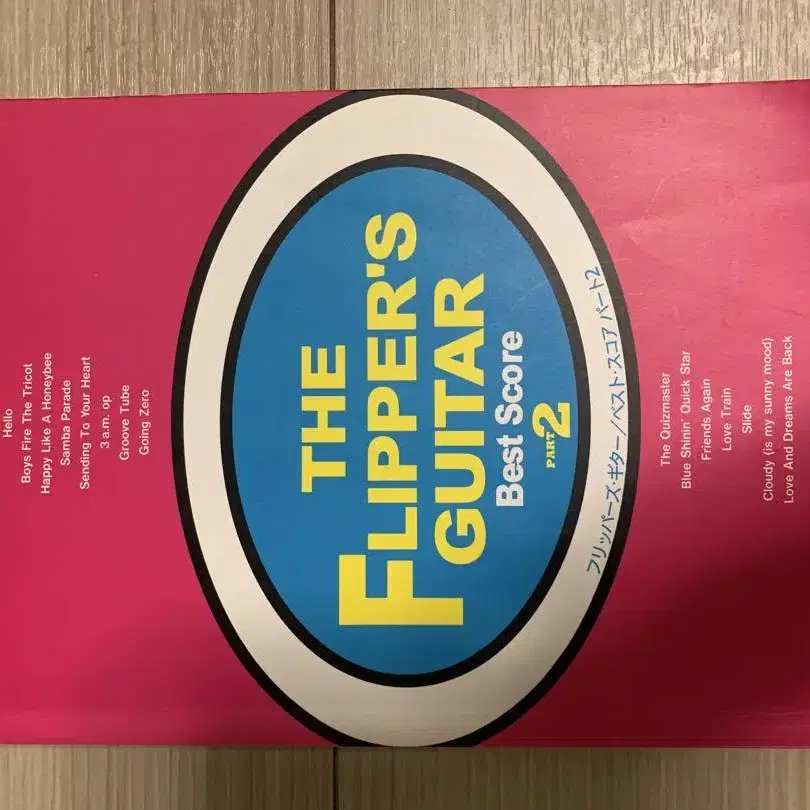 Hello
Boys Fire The Tricot
Happy Like A Honeybee
Samba Parade
Sending To Your Heart
3 a.m. op
Groove Tube
Going Zero
THE
FLIPPER'S
GUITAR
Best Score
PART 2
フリッパーズ・ギター/ベスト・スコア パート2
The Quizmaster
Blue Shinin' Quick Star
Friends Again
Love Train
Slide
Cloudy (is my sunny mood)
Love And Dreams Are Back